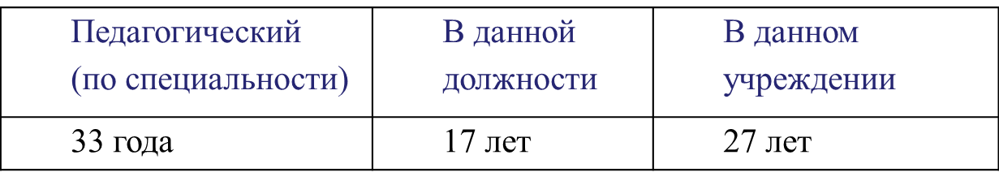 Педагогический
(по специальности)
В данной
должности
В данном
учреждении
33 года
17 лет
27 лет